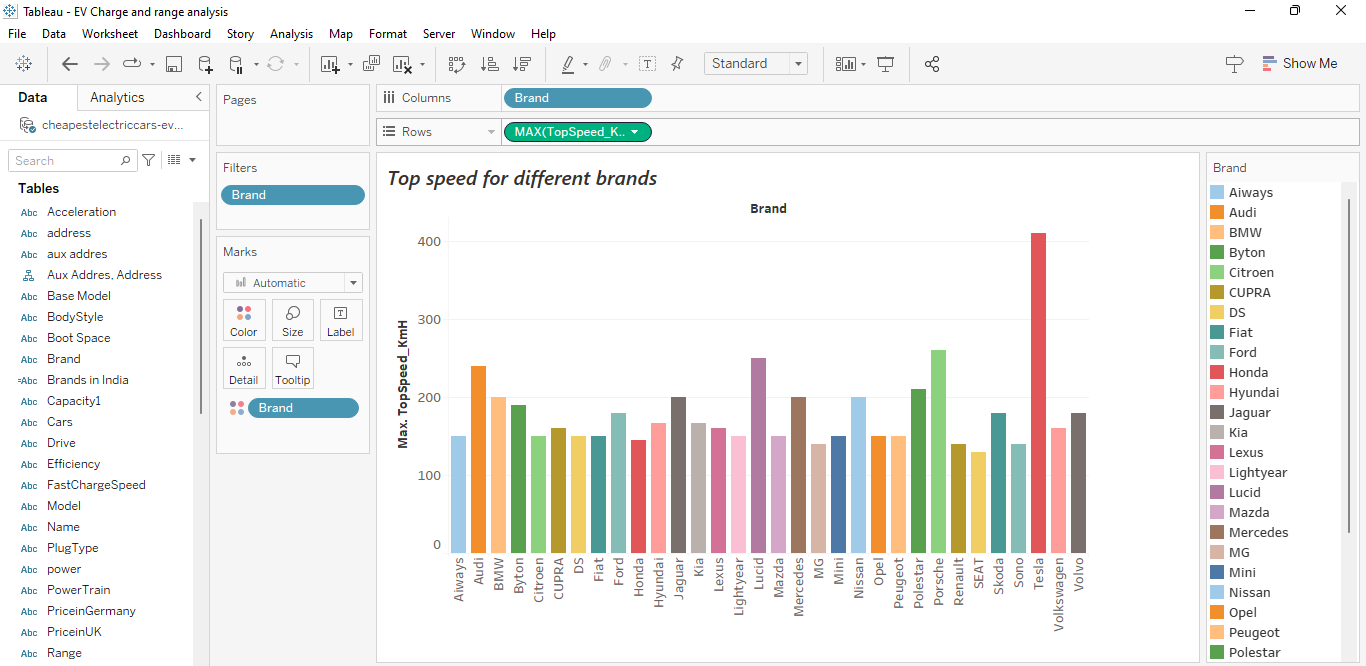 Tableau - EV Charge and range analysis
File Data Worksheet Dashboard Story Analysis Map Format Server Window Help
Standard
Show Me
Data Analytics
cheapestelectriccars-ev...
Search
Tables
Abc Acceleration
Abc address
Abc aux addres
Aux Addres, Address
Abc Base Model
Abc BodyStyle
Abc Boot Space
Abc Brand
=Abc Brands in India
Abc Capacity1
Abc Cars
Abc Drive
Abc Efficiency
Abc FastChargeSpeed
Abc Model
Abc Name
Abc PlugType
Abc power
Abc PowerTrain
Abc PriceinGermany
Abc PriceinUK
Abc Range
Pages
Filters
Brand
Marks
Automatic
Color Size Label
Detail Tooltip
Brand
Columns Brand
Rows MAX(TopSpeed_K..
Top speed for different brands
Brand
Max. TopSpeed_KmH
400
300
200
100
0
Aiways
Audi
BMW
Byton
Citroen
CUPRA
DS
Fiat
Ford
Honda
Hyundai
Jaguar
Kia
Lexus
Lightyear
Lucid
Mazda
Mercedes
MG
Mini
Nissan
Opel
Peugeot
Polestar
Porsche
Renault
SEAT
Skoda
Sono
Tesla
Volkswagen
Volvo
Brand
Aiways
Audi
BMW
Byton
Citroen
CUPRA
DS
Fiat
Ford
Honda
Hyundai
Jaguar
Kia
Lexus
Lightyear
Lucid
Mazda
Mercedes
MG
Mini
Nissan
Opel
Peugeot
Polestar